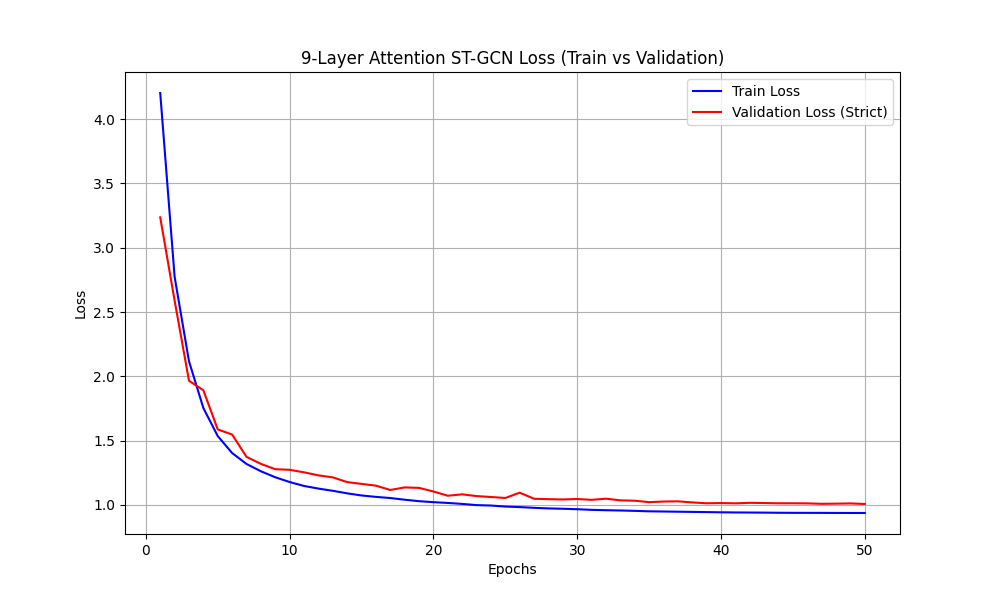 9-Layer Attention ST-GCN Loss (Train vs Validation)
Train Loss
Validation Loss (Strict)
Loss
4.0
3.5
3.0
2.5
2.0
1.5
1.0
0 10 20 30 40 50
Epochs